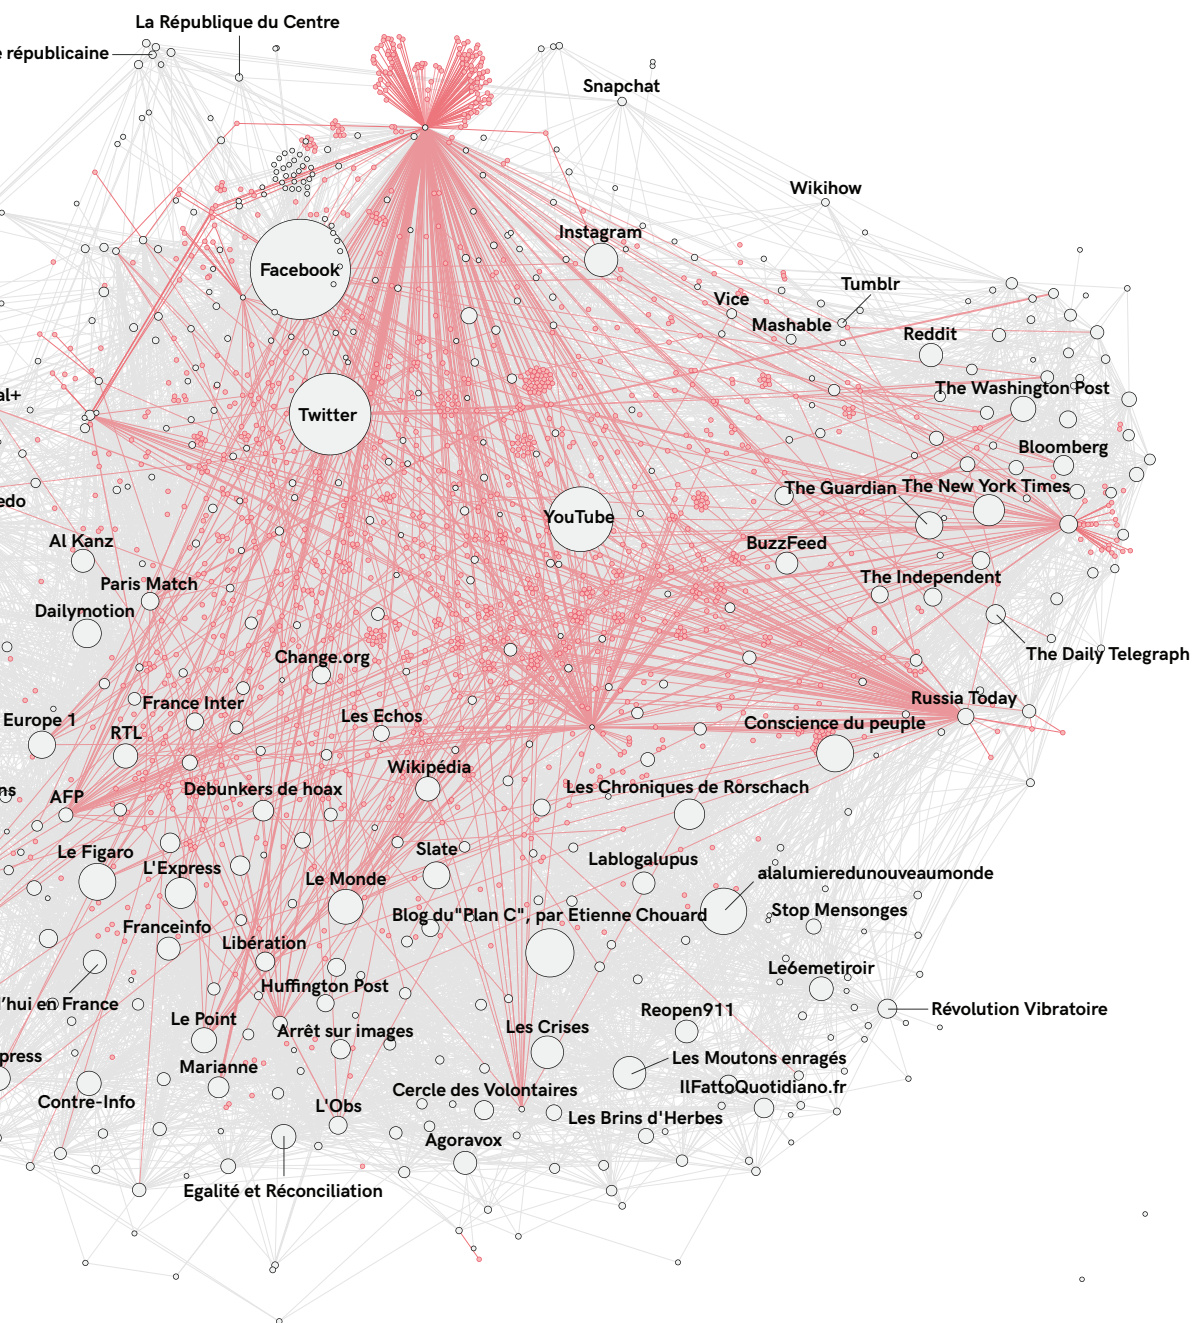 La République du Centre
e républicaine
Snapchat
Wikihow
Instagram
Facebook
Tumblr
Vice
Mashable
Reddit
The Washington Post
al+
Twitter
Bloomberg
The Guardian
The New York Times
edo
YouTube
Al Kanz
BuzzFeed
Paris Match
The Independent
Dailymotion
Change.org
The Daily Telegraph
France Inter
Russia Today
Europe 1
Les Echos
Conscience du peuple
RTL
Wikipédia
ns
AFP
Debunkers de hoax
Les Chroniques de Rorschach
Le Figaro
L'Express
Slate
Lablogalupus
Le Monde
alalumieredunouveaumonde
Blog du"Plan C", par Etienne Chouard
Stop Mensonges
Franceinfo
Libération
Le6emetiroir
Huffington Post
l’hui en France
Reopen911
Révolution Vibratoire
Le Point
Arrêt sur images
Les Crises
press
Marianne
Les Moutons enragés
Contre-Info
Cercle des Volontaires
IlFattoQuotidiano.fr
L'Obs
Les Brins d'Herbes
Agoravox
Egalité et Réconciliation